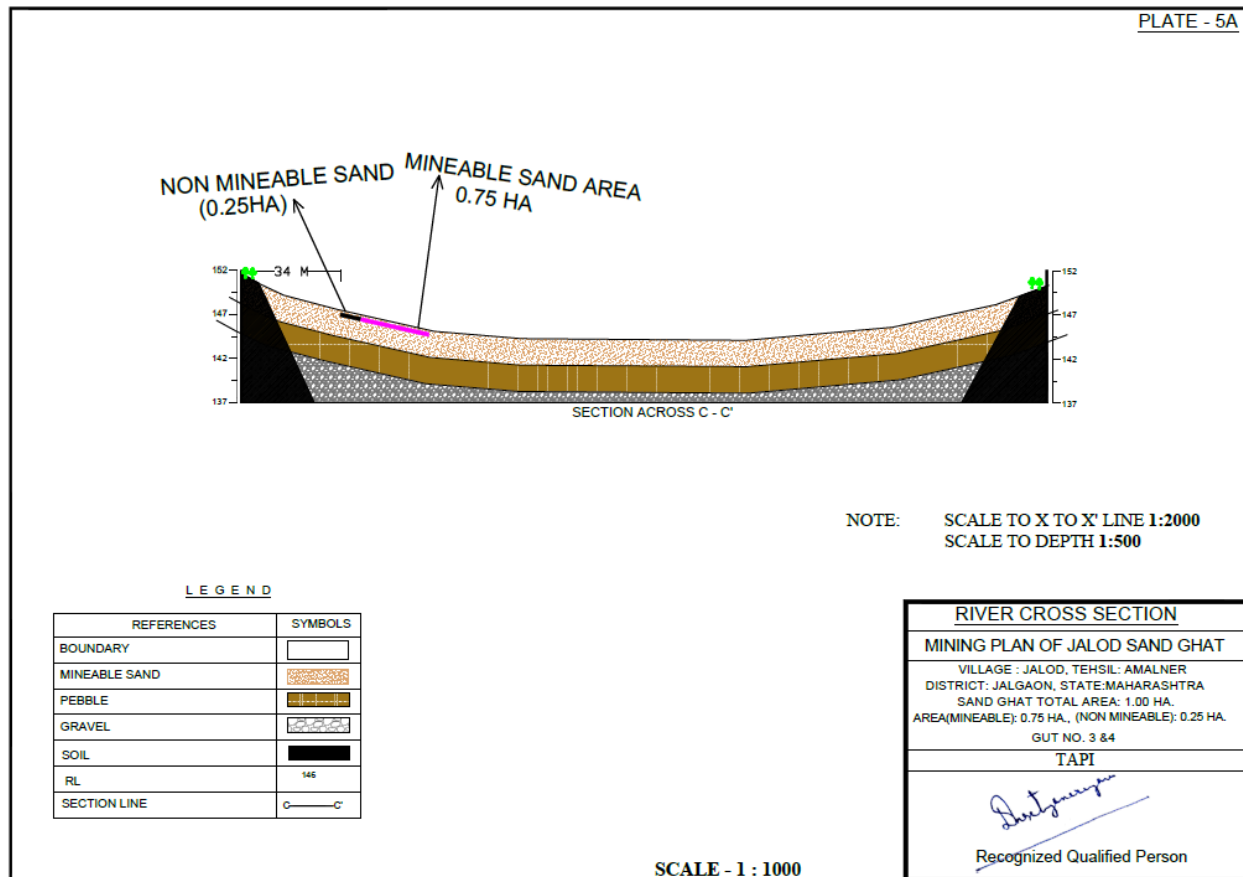 PLATE - 5A
NON MINEABLE SAND
(0.25HA)
MINEABLE SAND AREA
0.75 HA
34 M
152
147
142
137
152
147
142
137
SECTION ACROSS C - C'
NOTE: SCALE TO X TO X' LINE 1:2000
SCALE TO DEPTH 1:500
L E G E N D
REFERENCES SYMBOLS
BOUNDARY
MINEABLE SAND
PEBBLE
GRAVEL
SOIL
RL 146
SECTION LINE C C'
RIVER CROSS SECTION
MINING PLAN OF JALOD SAND GHAT
VILLAGE : JALOD, TEHSIL: AMALNER
DISTRICT: JALGAON, STATE:MAHARASHTRA
SAND GHAT TOTAL AREA: 1.00 HA.
AREA(MINEABLE): 0.75 HA., (NON MINEABLE): 0.25 HA.
GUT NO. 3 &4
TAPI
Recognized Qualified Person
SCALE - 1 : 1000